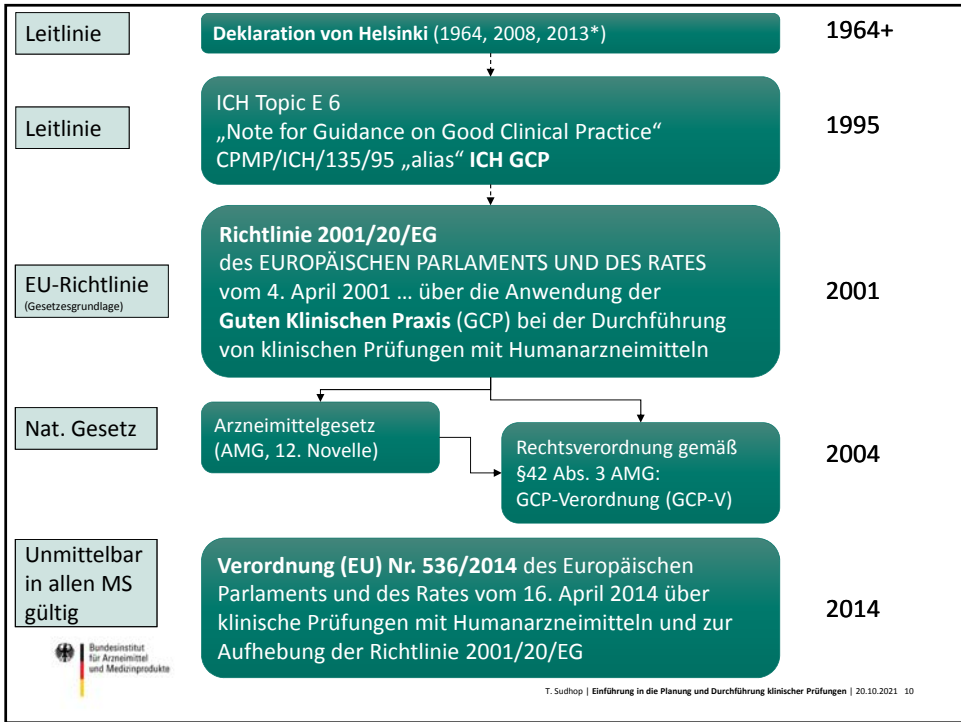 Leitlinie
Deklaration von Helsinki (1964, 2008, 2013*)
1964+
Leitlinie
ICH Topic E 6
„Note for Guidance on Good Clinical Practice“
CPMP/ICH/135/95 „alias“ ICH GCP
1995
EU-Richtlinie
(Gesetzesgrundlage)
Richtlinie 2001/20/EG
des EUROPÄISCHEN PARLAMENTS UND DES RATES
vom 4. April 2001 … über die Anwendung der
Guten Klinischen Praxis (GCP) bei der Durchführung
von klinischen Prüfungen mit Humanarzneimitteln
2001
Nat. Gesetz
Arzneimittelgesetz
(AMG, 12. Novelle)
Rechtsverordnung gemäß
§42 Abs. 3 AMG:
GCP-Verordnung (GCP-V)
2004
Unmittelbar
in allen MS
gültig
Verordnung (EU) Nr. 536/2014 des Europäischen
Parlaments und des Rates vom 16. April 2014 über
klinische Prüfungen mit Humanarzneimitteln und zur
Aufhebung der Richtlinie 2001/20/EG
2014
Bundesinstitut
für Arzneimittel
und Medizinprodukte
T. Sudhop | Einführung in die Planung und Durchführung klinischer Prüfungen | 20.10.2021 10